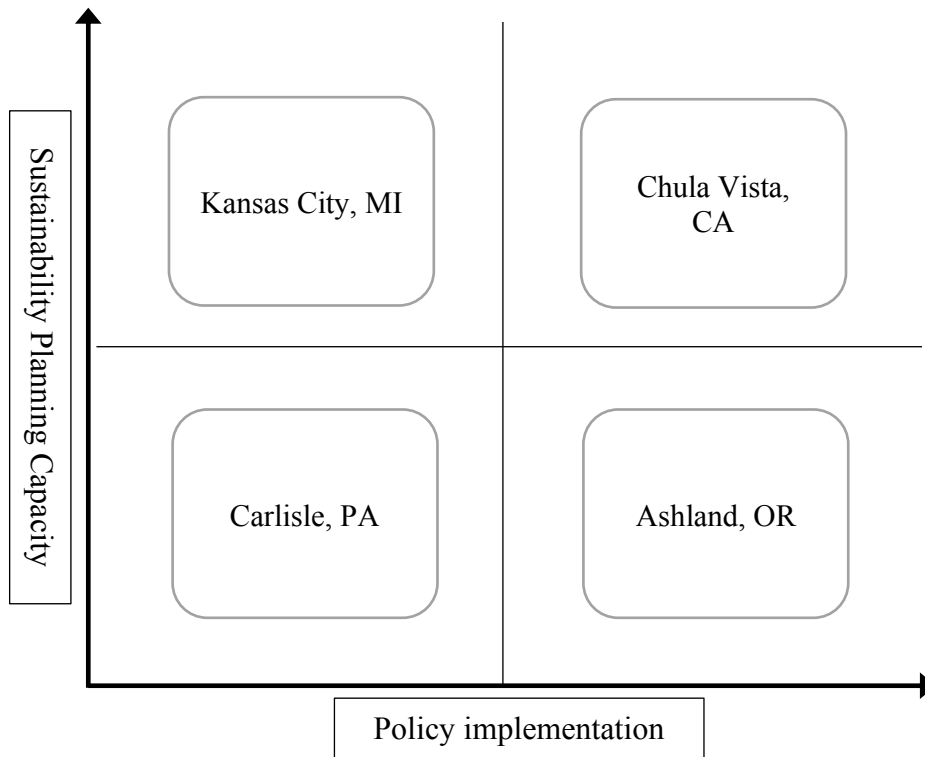 Sustainability Planning Capacity
Kansas City, MI
Chula Vista,
CA
Carlisle, PA
Ashland, OR
Policy implementation